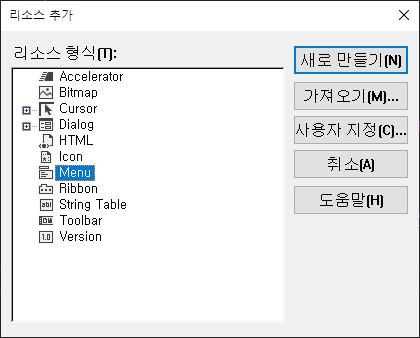 리소스 추가
리소스 형식(T):
Accelerator
Bitmap
Cursor
Dialog
HTML
Icon
Menu
Ribbon
String Table
Toolbar
Version
새로 만들기(N)
가져오기(M)...
사용자 지정(C)...
취소(A)
도움말(H)